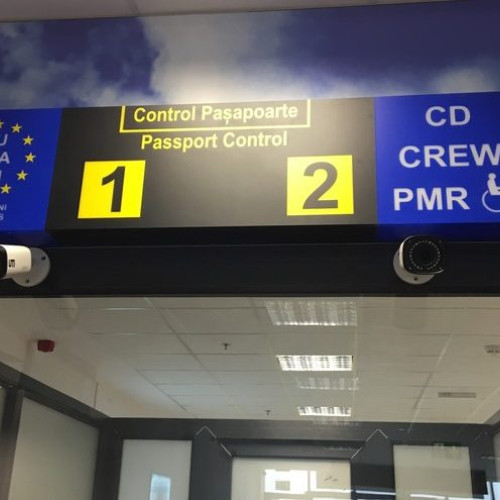 Control Pașapoarte
Passport Control
1
2
CD
CREW
PMR